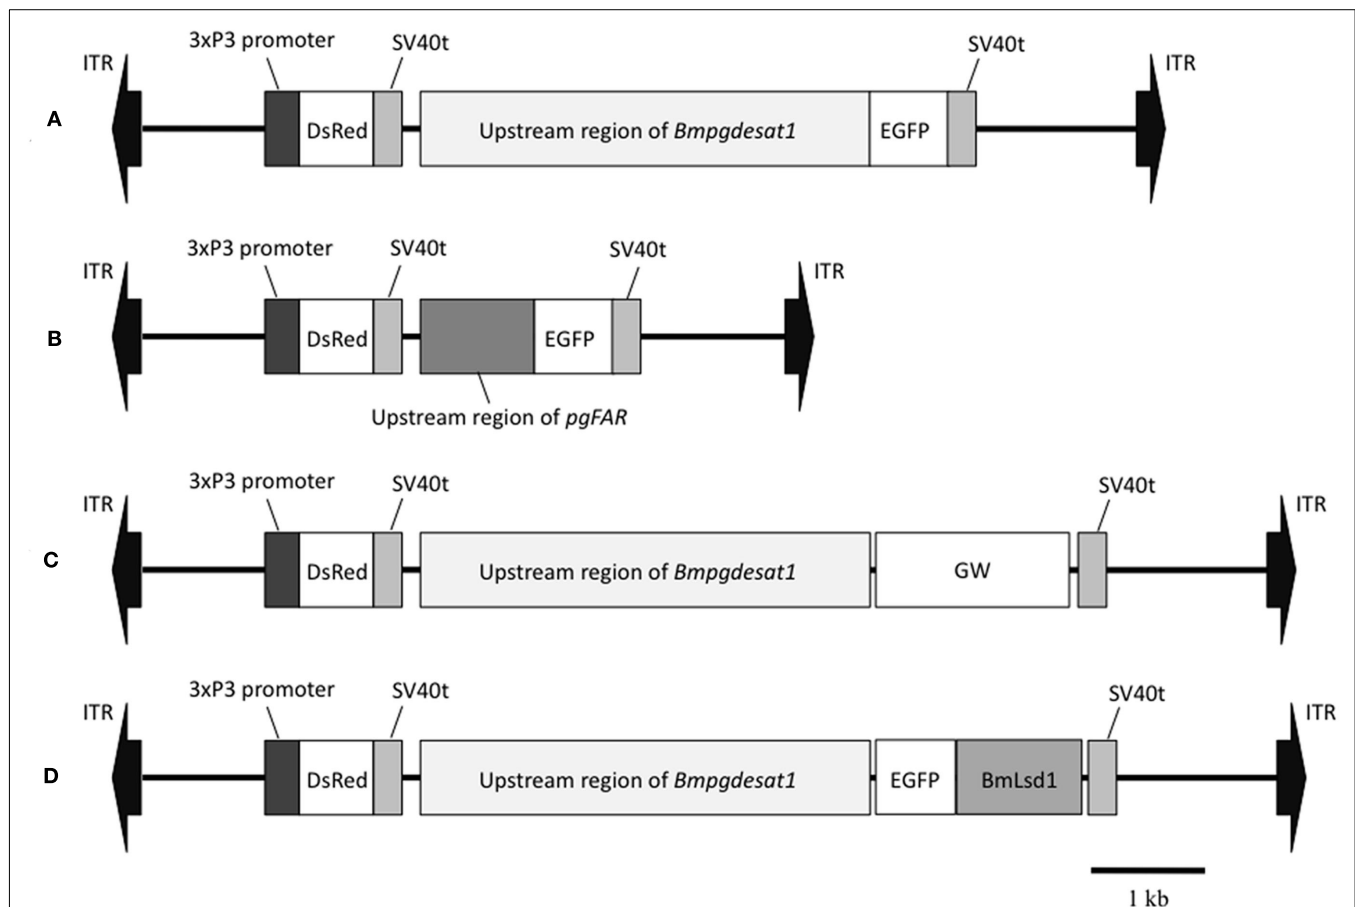 3xP3 promoter
SV40t
SV40t
ITR
ITR
A
DsRed
Upstream region of Bmpgdesat1
EGFP
3xP3 promoter
SV40t
SV40t
ITR
ITR
B
DsRed
EGFP
Upstream region of pgFAR
3xP3 promoter
SV40t
SV40t
ITR
ITR
C
DsRed
Upstream region of Bmpgdesat1
GW
3xP3 promoter
SV40t
SV40t
ITR
ITR
D
DsRed
Upstream region of Bmpgdesat1
EGFP
BmLsd1
1 kb